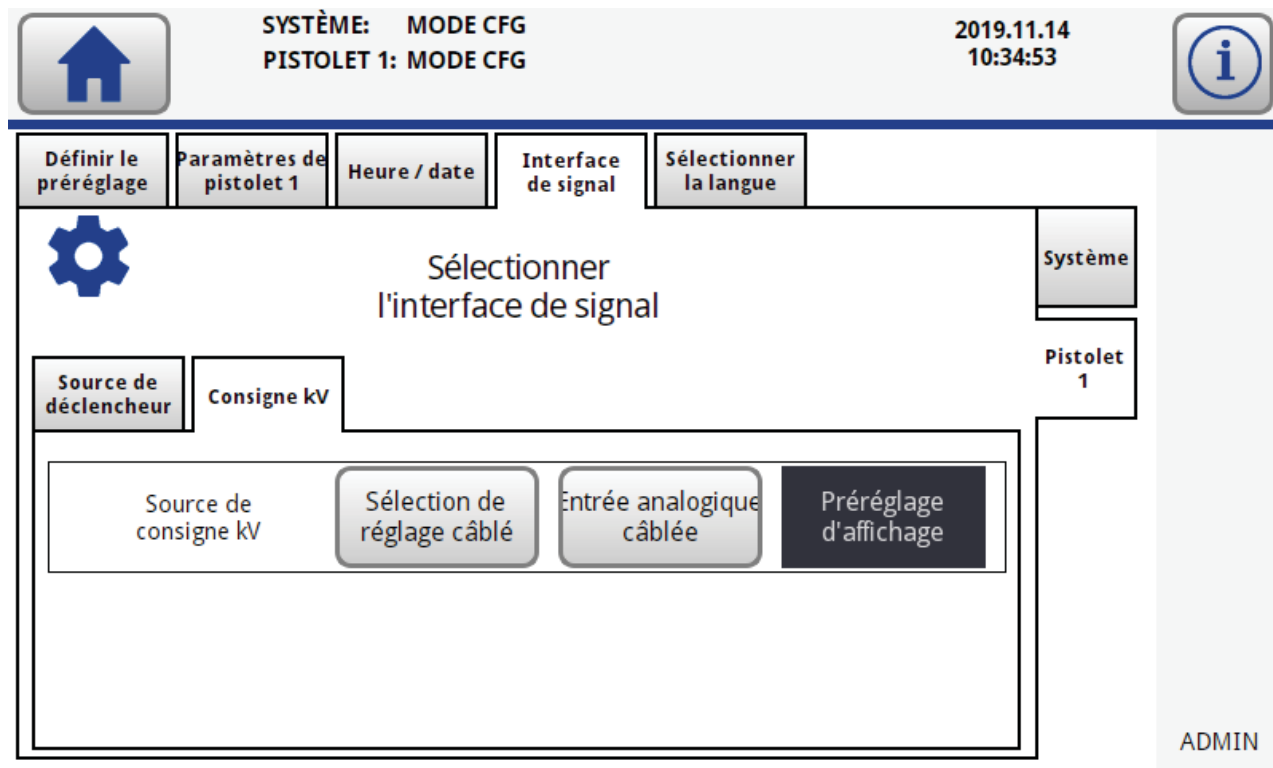 SYSTÈME: MODE CFG
PISTOLET 1: MODE CFG
2019.11.14
10:34:53
i
Définir le
préréglage
Paramètres de
pistolet 1
Heure / date
Interface
de signal
Sélectionner
la langue
Sélectionner
l'interface de signal
Système
Pistolet
1
Source de
déclencheur
Consigne kV
Source de
consigne kV
Sélection de
réglage câblé
Entrée analogique
câblée
Préréglage
d'affichage
ADMIN